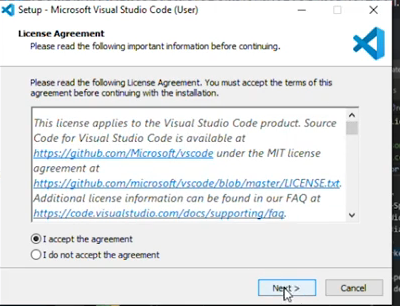 Setup - Microsoft Visual Studio Code (User)
License Agreement
Please read the following important information before continuing.
Please read the following License Agreement. You must accept the terms of this
agreement before continuing with the installation.
This license applies to the Visual Studio Code product. Source
Code for Visual Studio Code is available at
https://github.com/Microsoft/vscode under the MIT license
agreement at
https://github.com/microsoft/vscode/blob/master/LICENSE.txt.
Additional license information can be found in our FAQ at
https://code.visualstudio.com/docs/supporting/faq.
I accept the agreement
I do not accept the agreement
Next >
Cancel